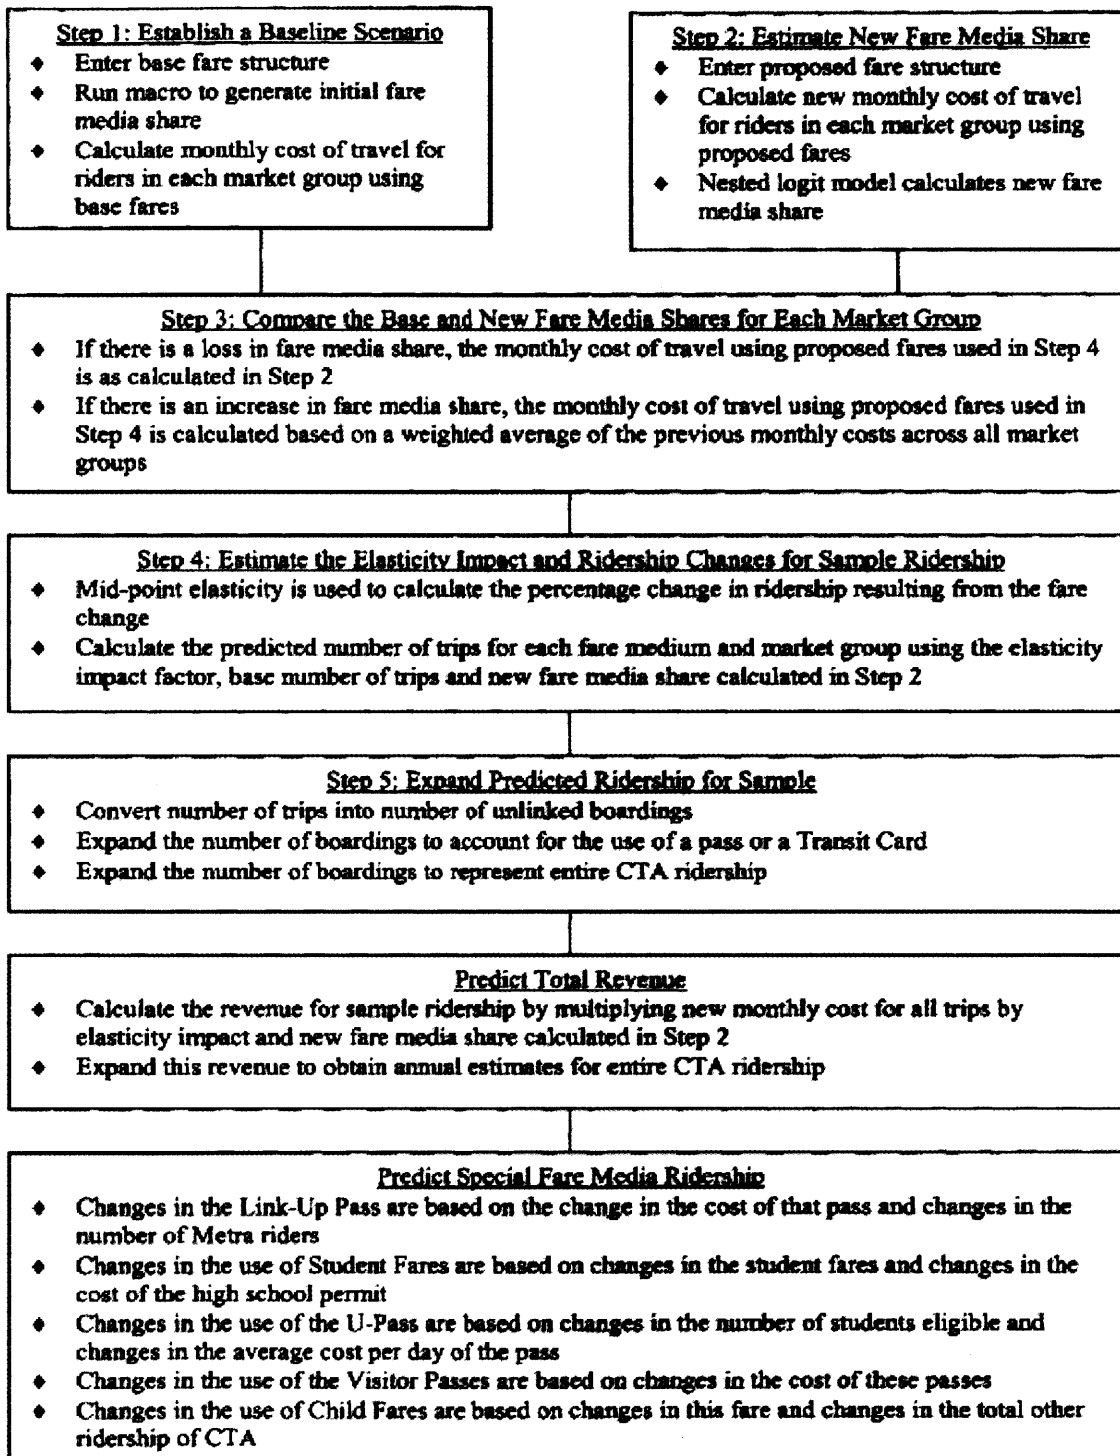 Step 1: Establish a Baseline Scenario
♦ Enter base fare structure
♦ Run macro to generate initial fare
media share
♦ Calculate monthly cost of travel for
riders in each market group using
base fares
Step 2: Estimate New Fare Media Share
♦ Enter proposed fare structure
♦ Calculate new monthly cost of travel
for riders in each market group using
proposed fares
♦ Nested logit model calculates new fare
media share
Step 3: Compare the Base and New Fare Media Shares for Each Market Group
♦ If there is a loss in fare media share, the monthly cost of travel using proposed fares used in Step 4
is as calculated in Step 2
♦ If there is an increase in fare media share, the monthly cost of travel using proposed fares used in
Step 4 is calculated based on a weighted average of the previous monthly costs across all market
groups
Step 4: Estimate the Elasticity Impact and Ridership Changes for Sample Ridership
♦ Mid-point elasticity is used to calculate the percentage change in ridership resulting from the fare
change
♦ Calculate the predicted number of trips for each fare medium and market group using the elasticity
impact factor, base number of trips and new fare media share calculated in Step 2
Step 5: Expand Predicted Ridership for Sample
♦ Convert number of trips into number of unlinked boardings
♦ Expand the number of boardings to account for the use of a pass or a Transit Card
♦ Expand the number of boardings to represent entire CTA ridership
Predict Total Revenue
♦ Calculate the revenue for sample ridership by multiplying new monthly cost for all trips by
elasticity impact and new fare media share calculated in Step 2
♦ Expand this revenue to obtain annual estimates for entire CTA ridership
Predict Special Fare Media Ridership
♦ Changes in the Link-Up Pass are based on the change in the cost of that pass and changes in the
number of Metra riders
♦ Changes in the use of Student Fares are based on changes in the student fares and changes in the
cost of the high school permit
♦ Changes in the use of the U-Pass are based on changes in the number of students eligible and
changes in the average cost per day of the pass
♦ Changes in the use of the Visitor Passes are based on changes in the cost of these passes
♦ Changes in the use of Child Fares are based on changes in this fare and changes in the total other
ridership of CTA